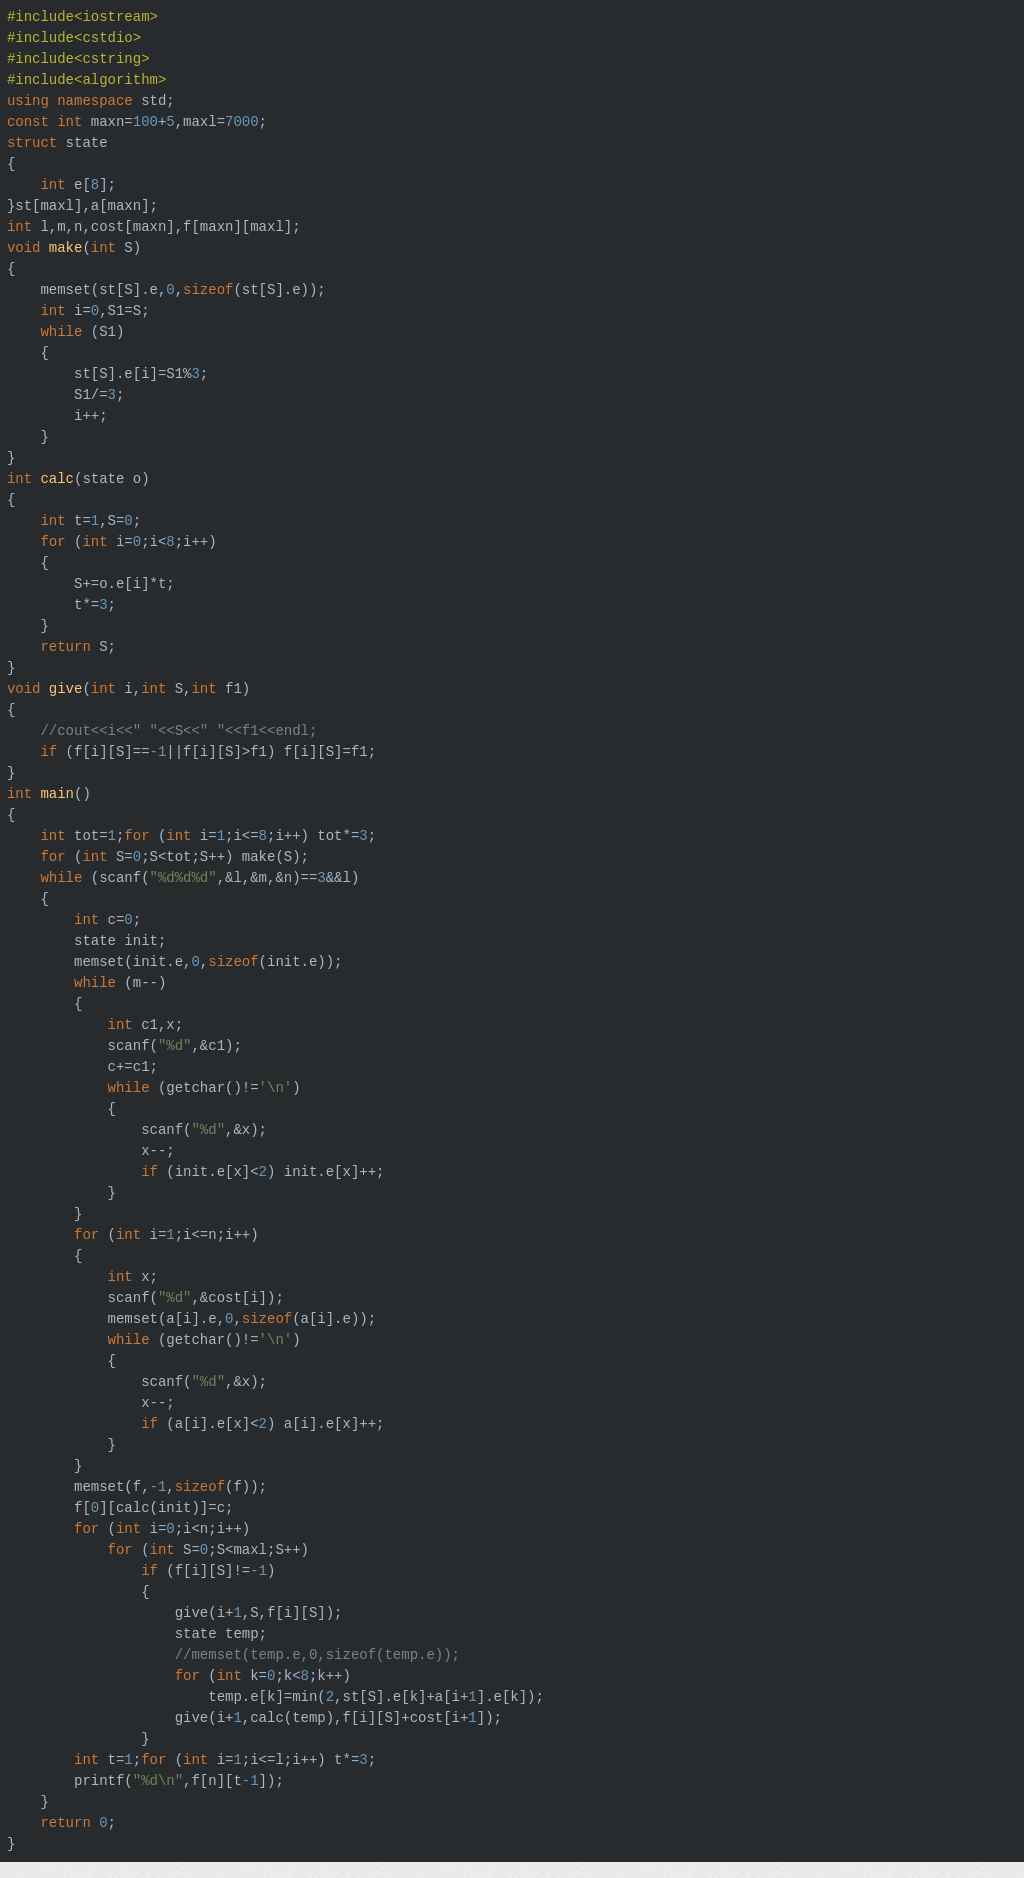 #include<iostream>
#include<cstdio>
#include<cstring>
#include<algorithm>
using namespace std;
const int maxn=100+5,maxl=7000;
struct state
{
    int e[8];
}st[maxl],a[maxn];
int l,m,n,cost[maxn],f[maxn][maxl];
void make(int S)
{
    memset(st[S].e,0,sizeof(st[S].e));
    int i=0,S1=S;
    while (S1)
    {
        st[S].e[i]=S1%3;
        S1/=3;
        i++;
    }
}
int calc(state o)
{
    int t=1,S=0;
    for (int i=0;i<8;i++)
    {
        S+=o.e[i]*t;
        t*=3;
    }
    return S;
}
void give(int i,int S,int f1)
{
    //cout<<i<<" "<<S<<" "<<f1<<endl;
    if (f[i][S]==-1||f[i][S]>f1) f[i][S]=f1;
}
int main()
{
    int tot=1;for (int i=1;i<=8;i++) tot*=3;
    for (int S=0;S<tot;S++) make(S);
    while (scanf("%d%d%d",&l,&m,&n)==3&&l)
    {
        int c=0;
        state init;
        memset(init.e,0,sizeof(init.e));
        while (m--)
        {
            int c1,x;
            scanf("%d",&c1);
            c+=c1;
            while (getchar()!='\n')
            {
                scanf("%d",&x);
                x--;
                if (init.e[x]<2) init.e[x]++;
            }
        }
        for (int i=1;i<=n;i++)
        {
            int x;
            scanf("%d",&cost[i]);
            memset(a[i].e,0,sizeof(a[i].e));
            while (getchar()!='\n')
            {
                scanf("%d",&x);
                x--;
                if (a[i].e[x]<2) a[i].e[x]++;
            }
        }
        memset(f,-1,sizeof(f));
        f[0][calc(init)]=c;
        for (int i=0;i<n;i++)
            for (int S=0;S<maxl;S++)
                if (f[i][S]!=-1)
                {
                    give(i+1,S,f[i][S]);
                    state temp;
                    //memset(temp.e,0,sizeof(temp.e));
                    for (int k=0;k<8;k++)
                        temp.e[k]=min(2,st[S].e[k]+a[i+1].e[k]);
                    give(i+1,calc(temp),f[i][S]+cost[i+1]);
                }
        int t=1;for (int i=1;i<=l;i++) t*=3;
        printf("%d\n",f[n][t-1]);
    }
    return 0;
}